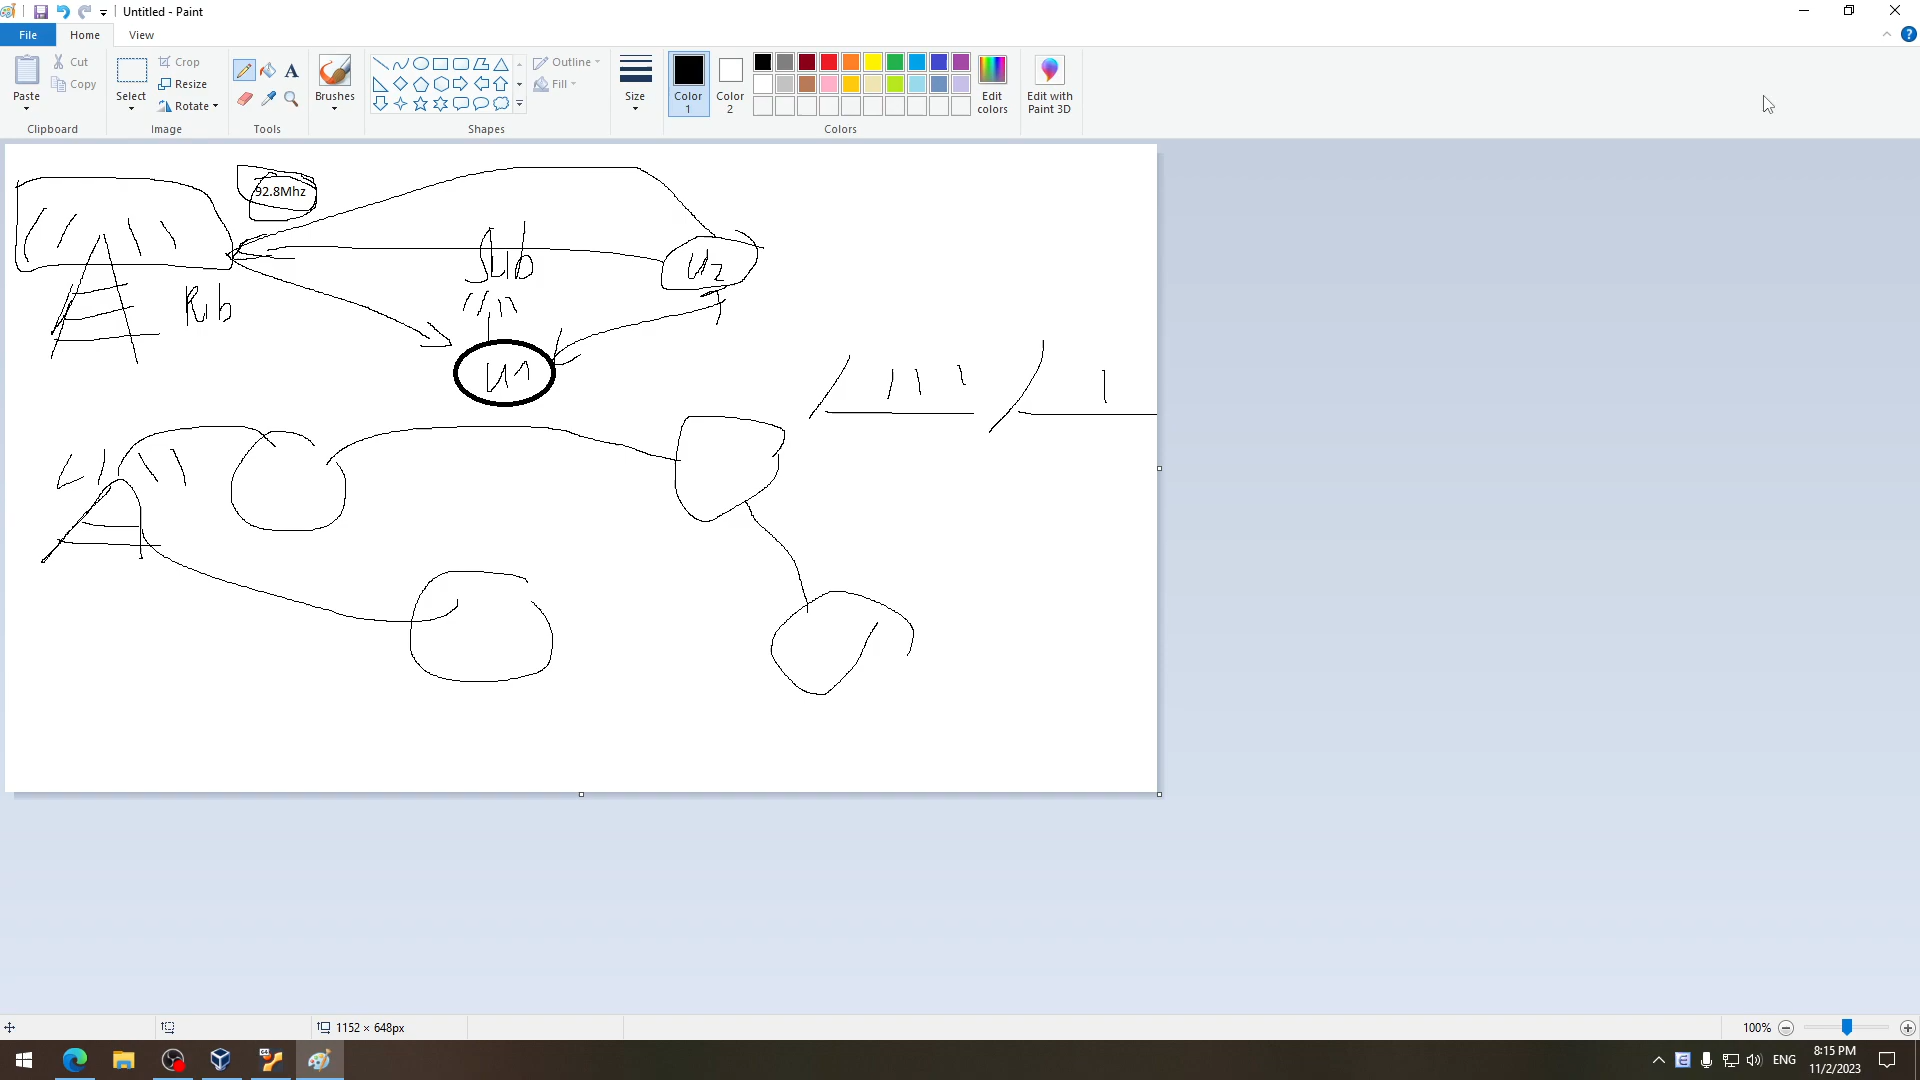 Untitled - Paint
File
Home
View
Paste
Cut
Copy
Clipboard
Select
Crop
Resize
Rotate
Image
Tools
Brushes
Shapes
Outline
Fill
Size
Color
1
Color
2
Colors
Edit
colors
Edit with
Paint 3D
92.8Mhz
U2
U1
1152 × 648px
100%
ENG
8:15 PM
11/2/2023